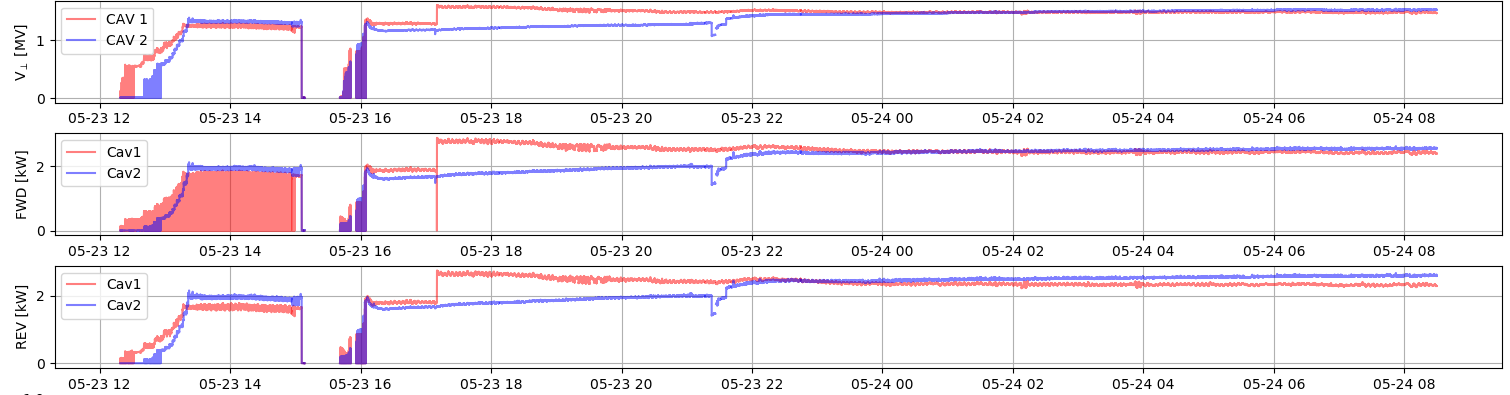 CAV 1
CAV 2
V⊥ [MV]
1
0
05-23 12 05-23 14 05-23 16 05-23 18 05-23 20 05-23 22 05-24 00 05-24 02 05-24 04 05-24 06 05-24 08
Cav1
Cav2
FWD [kW]
2
0
05-23 12 05-23 14 05-23 16 05-23 18 05-23 20 05-23 22 05-24 00 05-24 02 05-24 04 05-24 06 05-24 08
Cav1
Cav2
REV [kW]
2
0
05-23 12 05-23 14 05-23 16 05-23 18 05-23 20 05-23 22 05-24 00 05-24 02 05-24 04 05-24 06 05-24 08